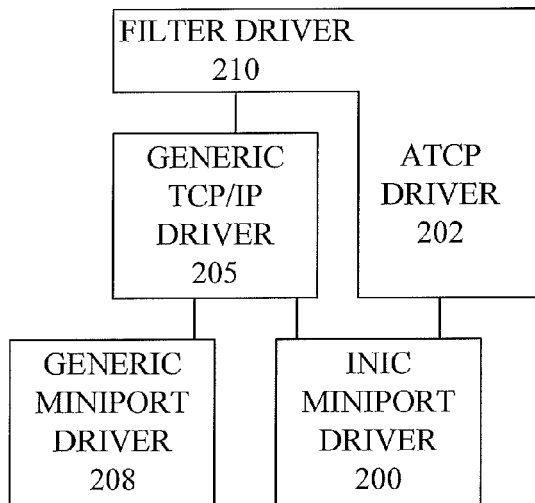 FILTER DRIVER
210
GENERIC
TCP/IP
DRIVER
205
ATCP
DRIVER
202
GENERIC
MINIPORT
DRIVER
208
INIC
MINIPORT
DRIVER
200